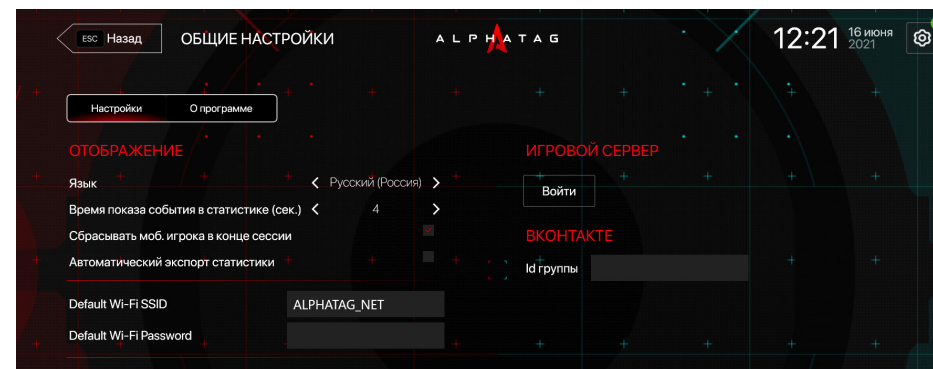 ESC Назад ОБЩИЕ НАСТРОЙКИ ALPHATAG 12:21 16 июня
2021
Настройки О программе
ОТОБРАЖЕНИЕ
Язык Русский (Россия)
Время показа события в статистике (сек.) 4
Сбрасывать моб. игрока в конце сессии
Автоматический экспорт статистики
Default Wi-Fi SSID ALPHATAG_NET
Default Wi-Fi Password
ИГРОВОЙ СЕРВЕР
Войти
ВКОНТАКТЕ
Id группы